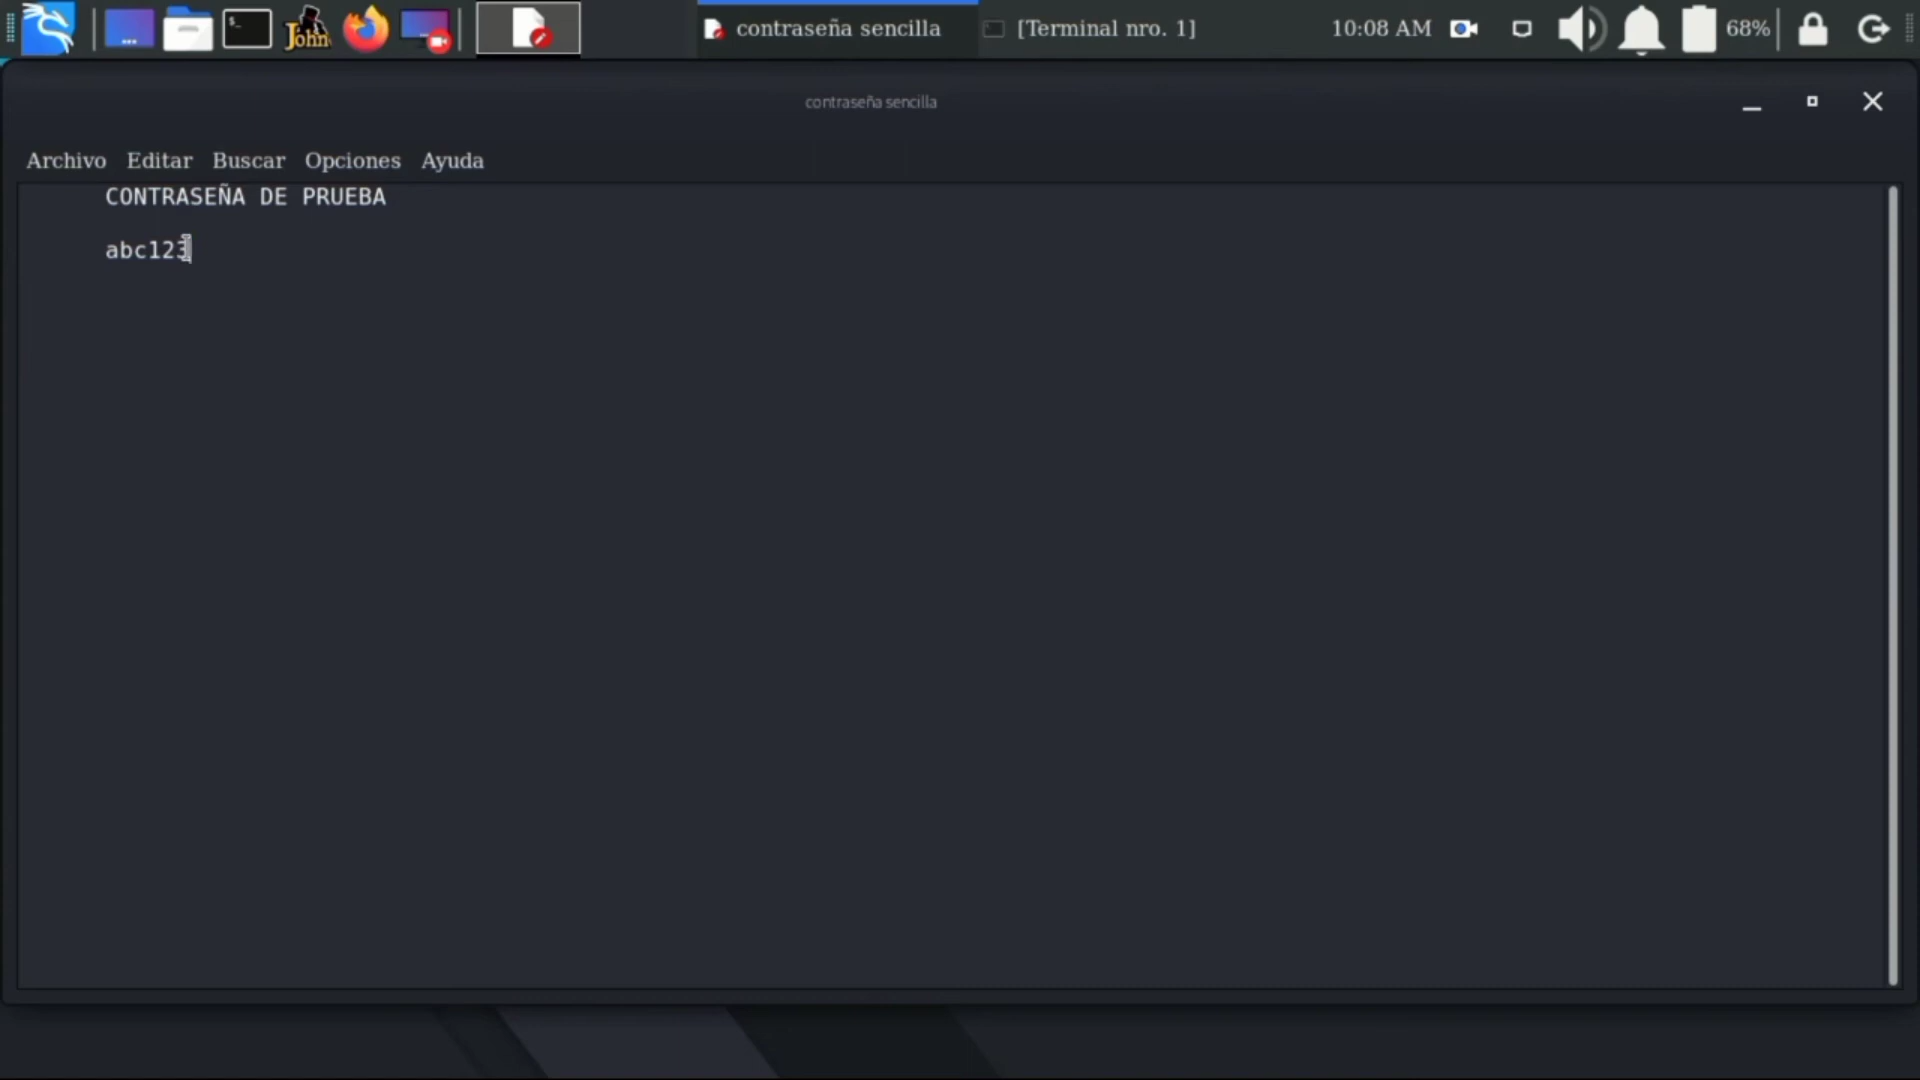 John
contraseña sencilla
[Terminal nro. 1]
10:08 AM
68%
contraseña sencilla
Archivo Editar Buscar Opciones Ayuda
CONTRASEÑA DE PRUEBA
abc123